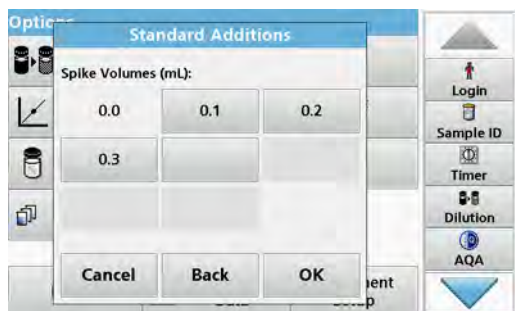 Options
Standard Additions
Spike Volumes (mL):
0.0
0.1
0.2
0.3
Cancel
Back
OK
Login
Sample ID
Timer
Dilution
AQA